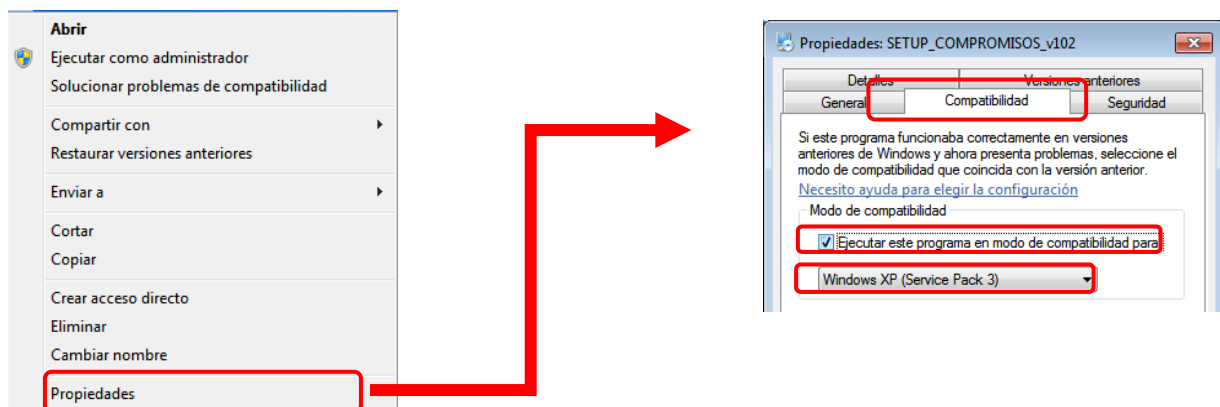 Abrir
Ejecutar como administrador
Solucionar problemas de compatibilidad
Compartir con
Restaurar versiones anteriores
Enviar a
Cortar
Copiar
Crear acceso directo
Eliminar
Cambiar nombre
Propiedades
Propiedades: SETUP_COMPROMISOS_v102
Detalles Versiones anteriores
General Compatibilidad Seguridad
Si este programa funcionaba correctamente en versiones
anteriores de Windows y ahora presenta problemas, seleccione el
modo de compatibilidad que coincida con la versión anterior.
Necesito ayuda para elegir la configuración
Modo de compatibilidad
Ejecutar este programa en modo de compatibilidad para
Windows XP (Service Pack 3)